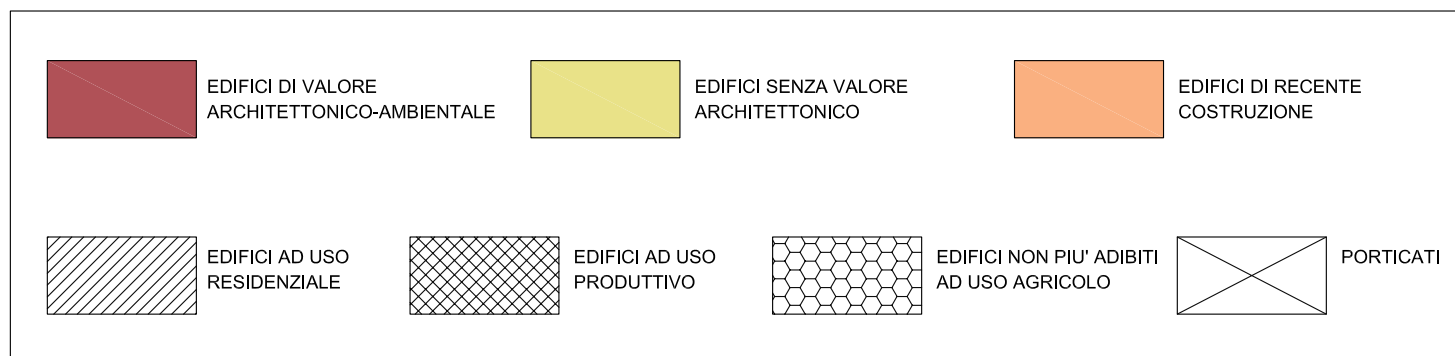 EDIFICI DI VALORE
ARCHITETTONICO-AMBIENTALE
EDIFICI SENZA VALORE
ARCHITETTONICO
EDIFICI DI RECENTE
COSTRUZIONE
EDIFICI AD USO
RESIDENZIALE
EDIFICI AD USO
PRODUTTIVO
EDIFICI NON PIU' ADIBITI
AD USO AGRICOLO
PORTICATI